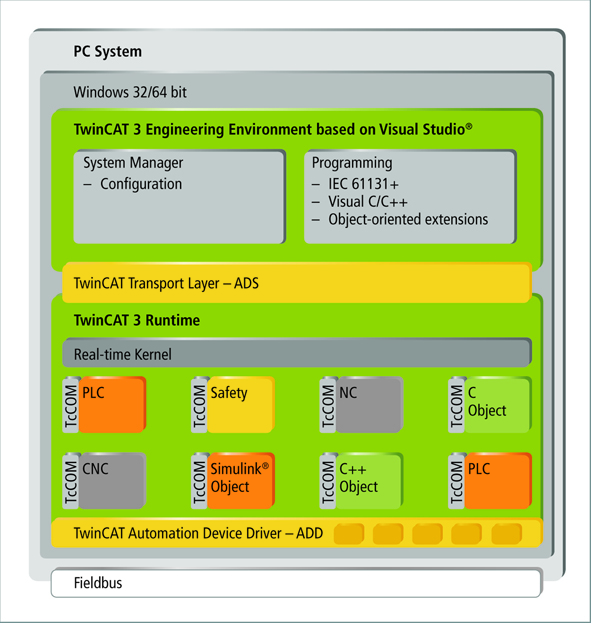 PC System
Windows 32/64 bit
TwinCAT 3 Engineering Environment based on Visual Studio®
System Manager
– Configuration
Programming
– IEC 61131+
– Visual C/C++
– Object-oriented extensions
TwinCAT Transport Layer – ADS
TwinCAT 3 Runtime
Real-time Kernel
TcCOM
PLC
TcCOM
Safety
TcCOM
NC
TcCOM
C
Object
TcCOM
CNC
TcCOM
Simulink®
Object
TcCOM
C++
Object
TcCOM
PLC
TwinCAT Automation Device Driver – ADD
Fieldbus